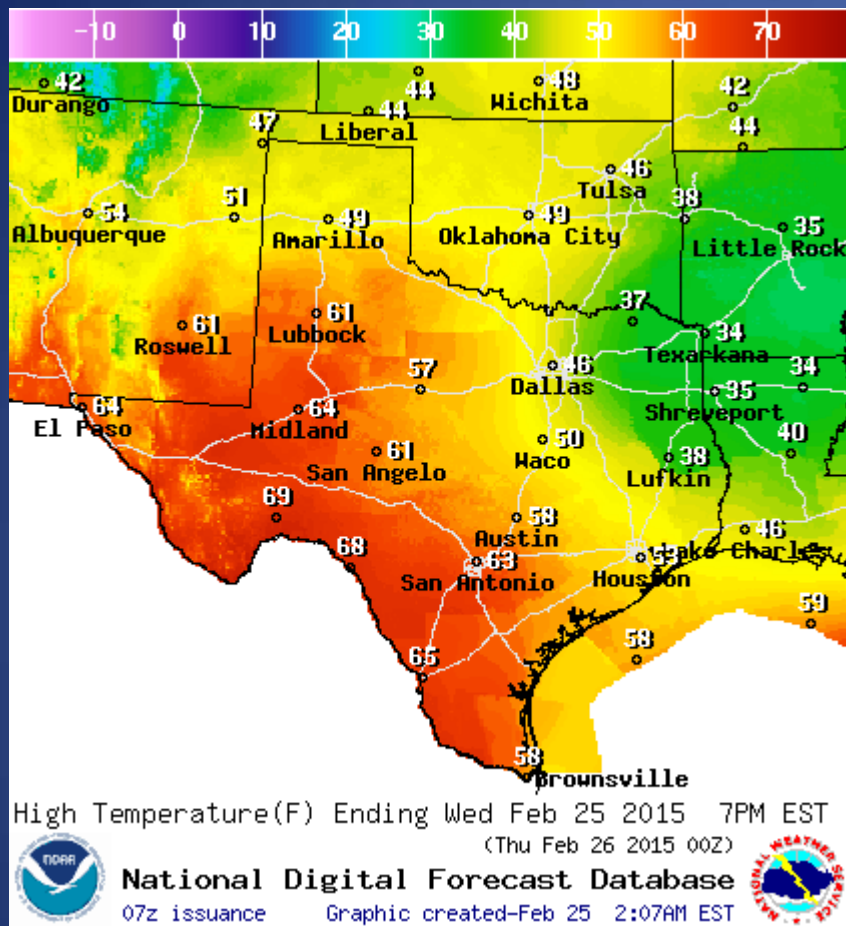 -10 0 10 20 30 40 50 60 70
42
Durango
44
44
Liberal
48
Wichita
42
44
47
46
Tulsa
54
Albuquerque
51
49
Amarillo
49
Oklahoma City
38
35
Little Rock
61
Roswell
61
Lubbock
37
34
Texarkana
57
46
Dallas
35
Shreveport
34
64
El Paso
64
Midland
61
San Angelo
50
Waco
38
Lufkin
40
69
68
58
Austin
63
San Antonio
Houston
46
Lake Charles
59
58
65
58
Brownsville
High Temperature(F) Ending Wed Feb 25 2015 7PM EST
(Thu Feb 26 2015 00Z)
NOAA
National Digital Forecast Database
07z issuance Graphic created-Feb 25 2:07AM EST
NATIONAL WEATHER SERVICE